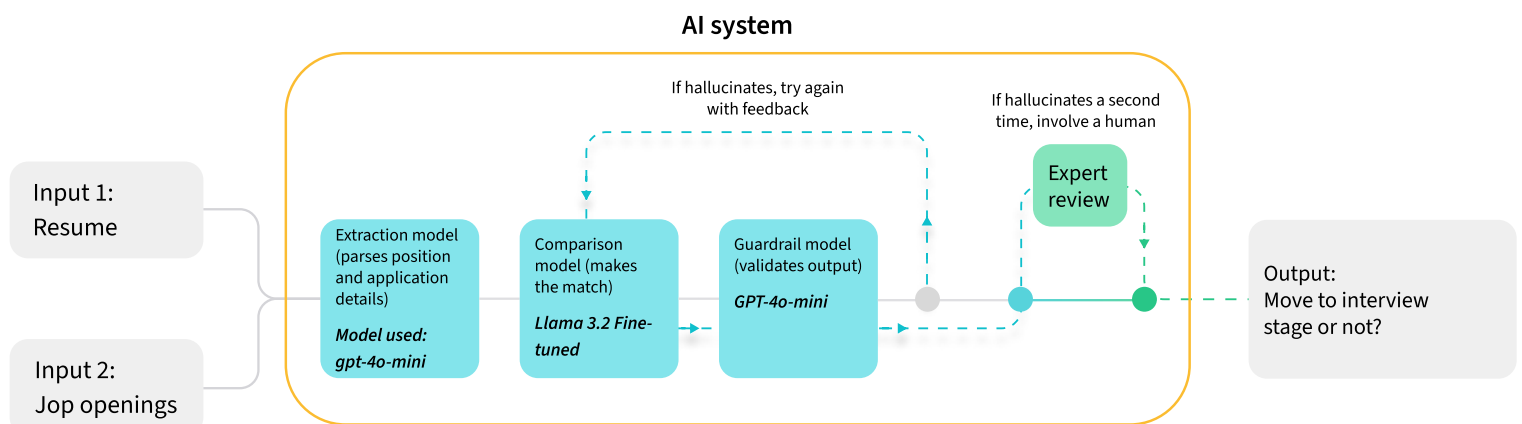 AI system
If hallucinates, try again
with feedback
If hallucinates a second
time, involve a human
Expert
review
Input 1:
Resume
Input 2:
Jop openings
Extraction model
(parses position
and application
details)
Model used:
gpt-4o-mini
Comparison
model (makes
the match)
Llama 3.2 Fine-
tuned
Guardrail model
(validates output)
GPT-4o-mini
Output:
Move to interview
stage or not?